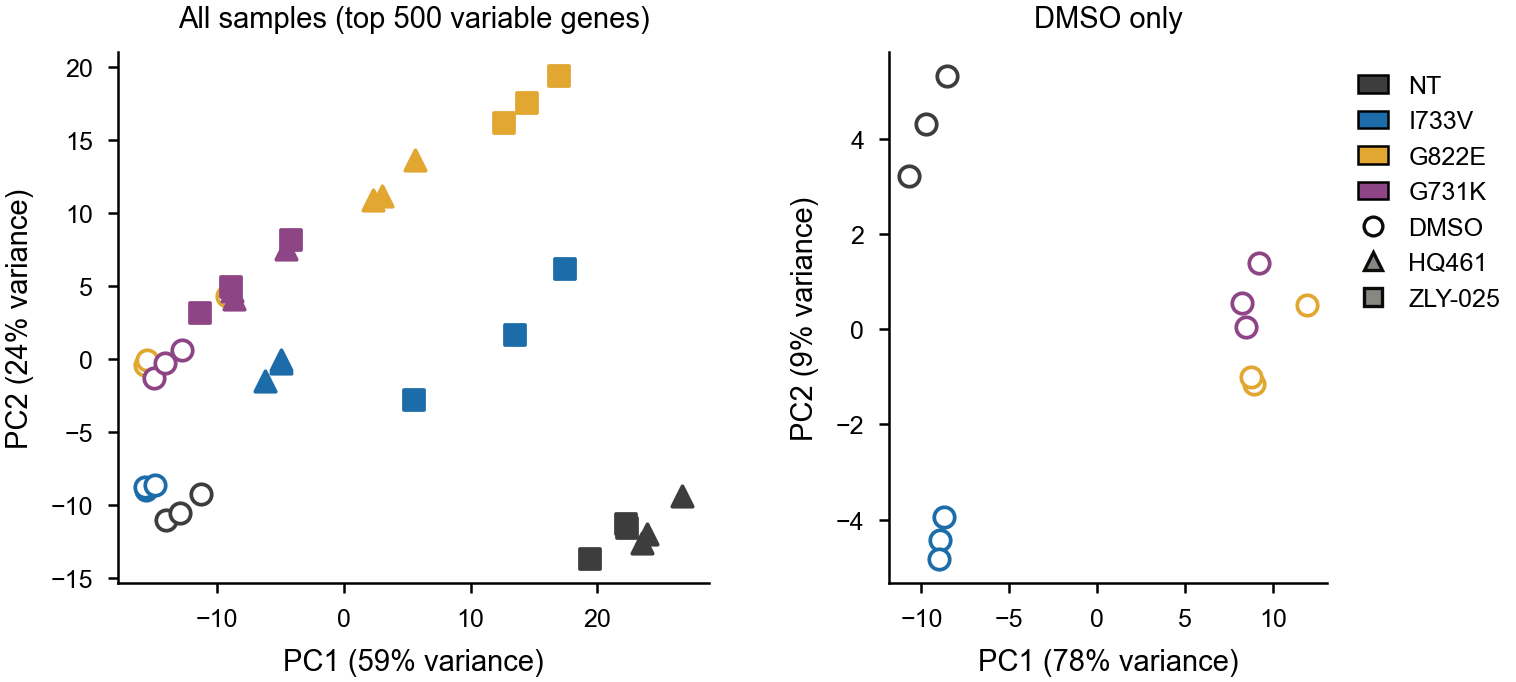 All samples (top 500 variable genes)
20
15
10
5
0
−5
−10
−15
PC2 (24% variance)
−10
0
10
20
PC1 (59% variance)
DMSO only
4
2
0
−2
−4
PC2 (9% variance)
−10
−5
0
5
10
PC1 (78% variance)
NT
I733V
G822E
G731K
DMSO
HQ461
ZLY-025